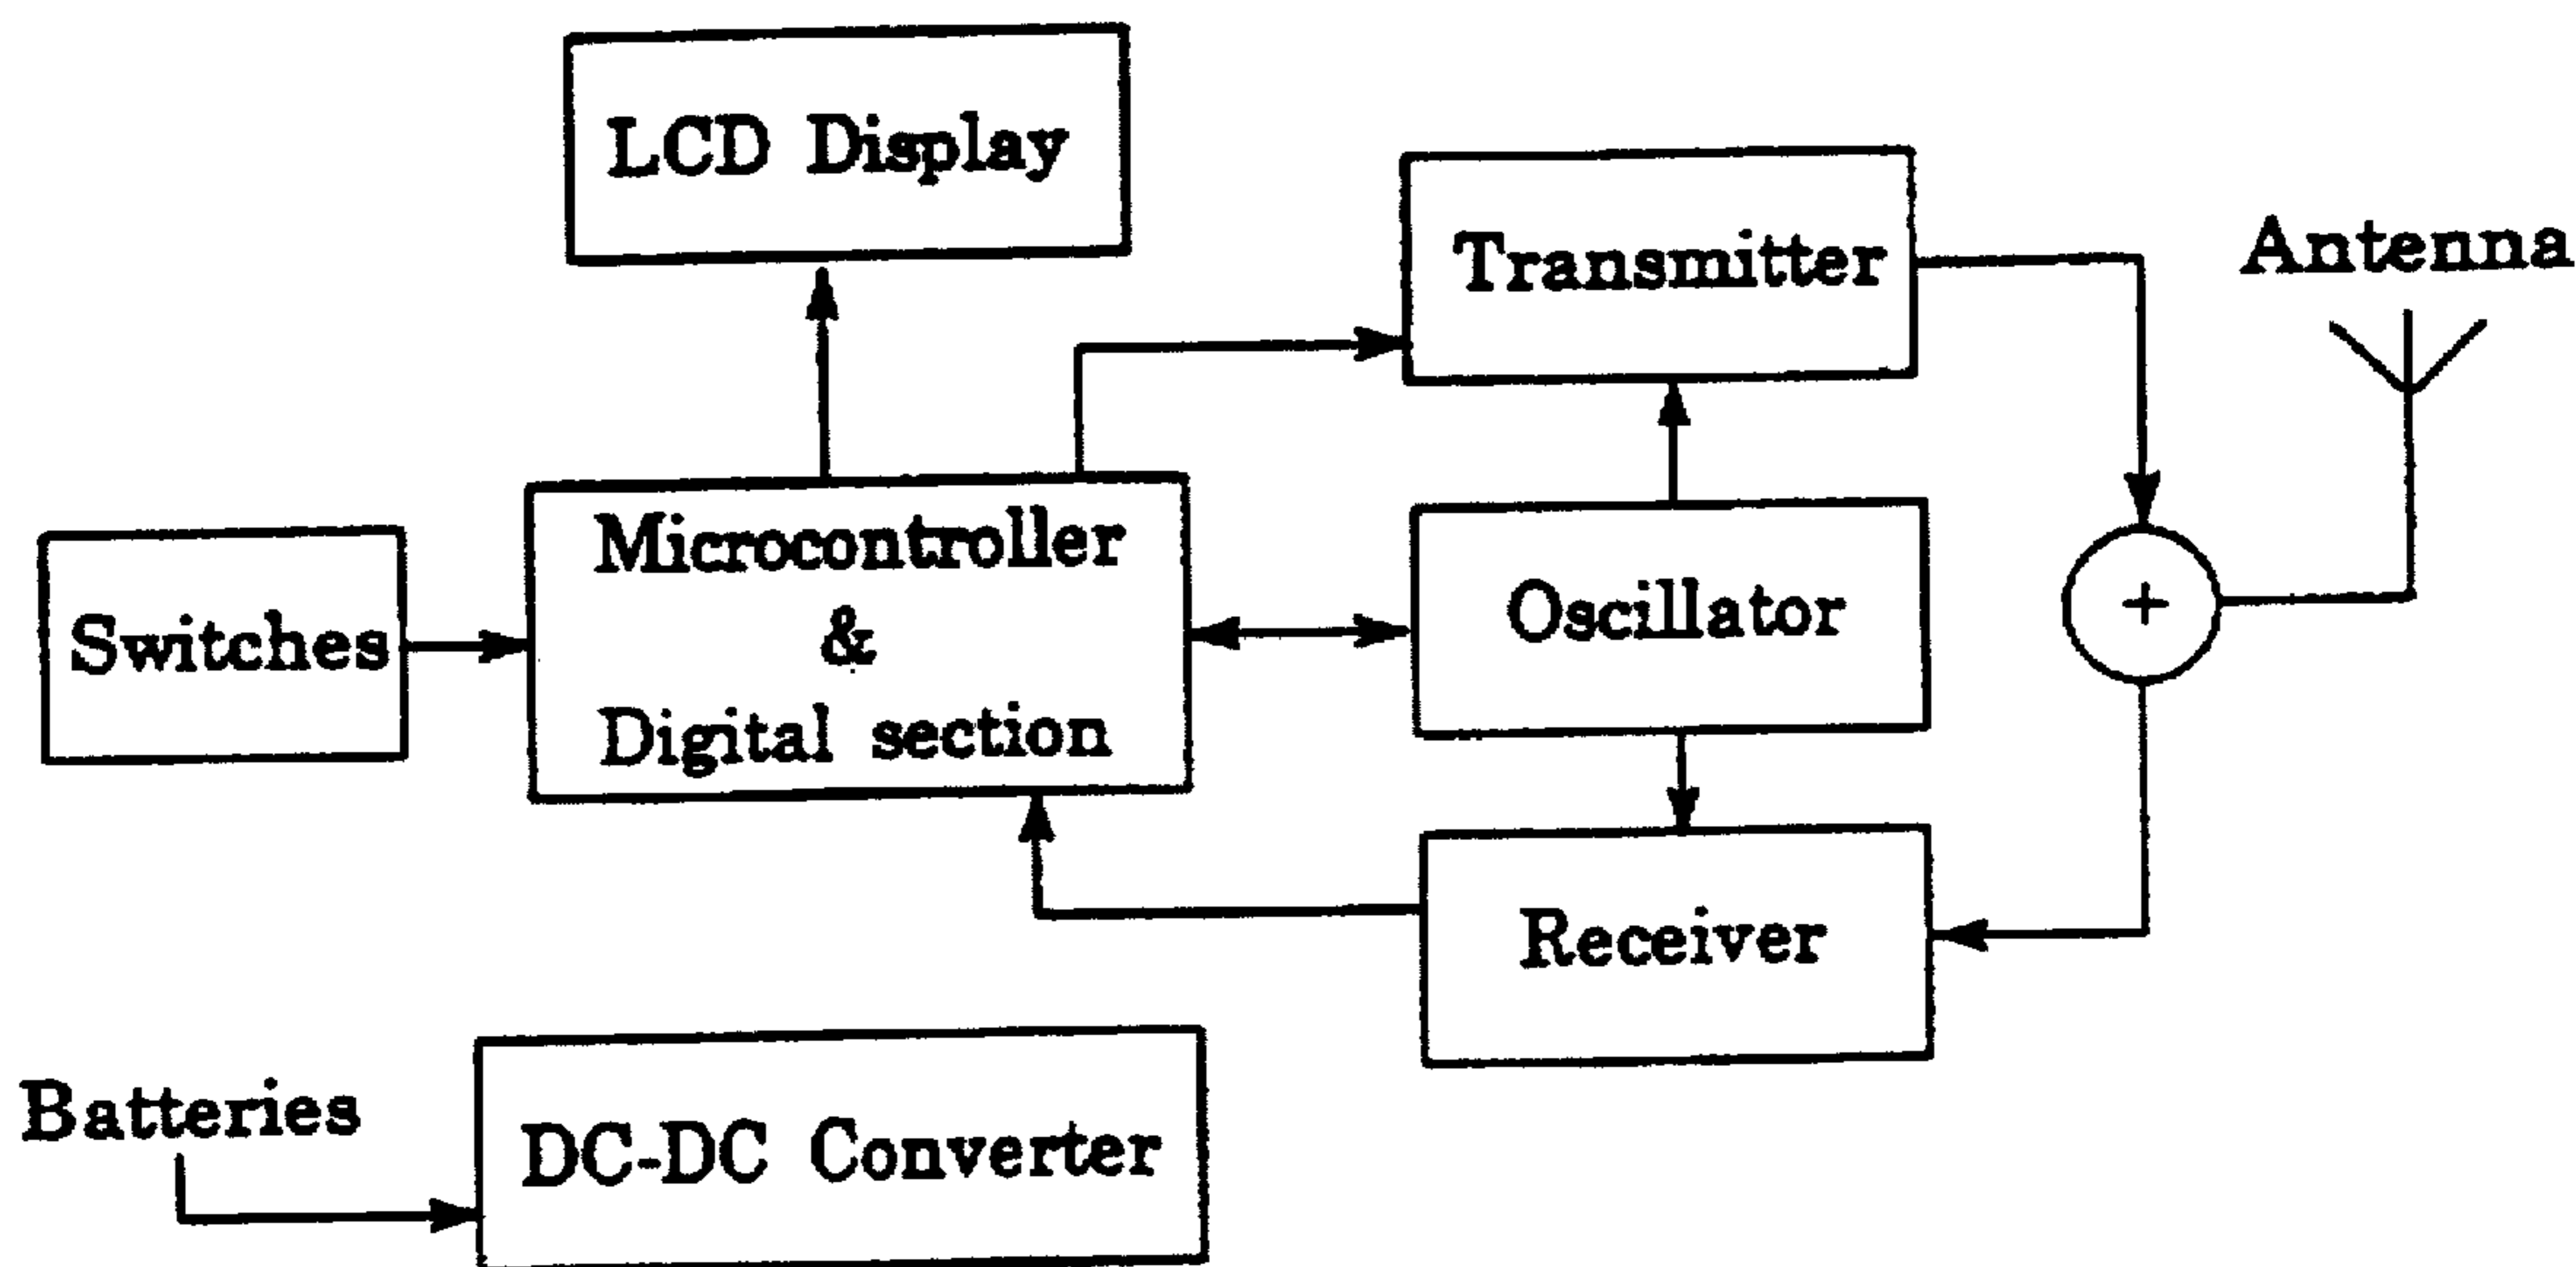 LCD Display
Transmitter
Antenna
Microcontroller
&
Digital section
Switches
Oscillator
+
Receiver
Batteries
DC-DC Converter